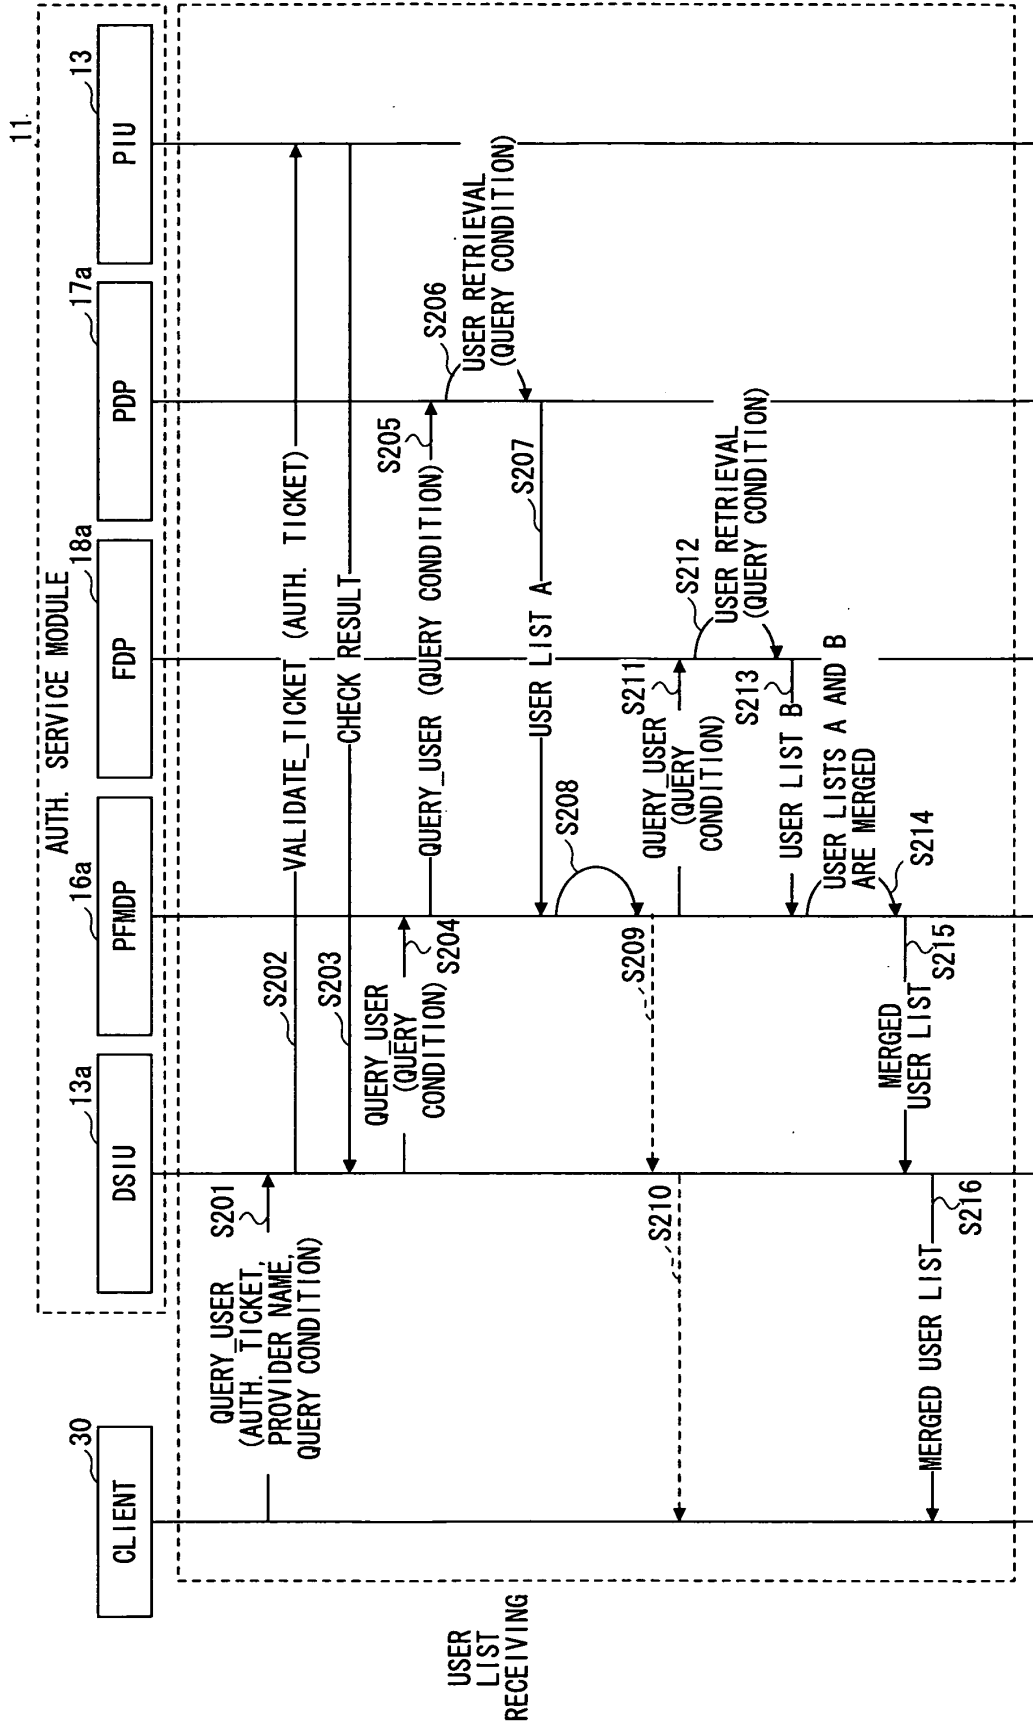 11
AUTH. SERVICE MODULE
30
13a
16a
18a
17a
13
CLIENT
DSIU
PFMDP
FDP
PDP
PIU
USER
LIST
RECEIVING
QUERY_USER
(AUTH. TICKET,
PROVIDER NAME,
QUERY CONDITION)
S201
S202
VALIDATE_TICKET (AUTH. TICKET)
S203
CHECK RESULT
QUERY_USER
(QUERY
CONDITION)
S204
QUERY_USER (QUERY CONDITION)
S205
S206
USER RETRIEVAL
(QUERY CONDITION)
USER LIST A
S207
S208
S209
S210
QUERY_USER
(QUERY
CONDITION)
S211
S212
USER RETRIEVAL
(QUERY CONDITION)
USER LIST B
S213
USER LISTS A AND B
ARE MERGED
S214
MERGED
USER LIST
S215
MERGED USER LIST
S216